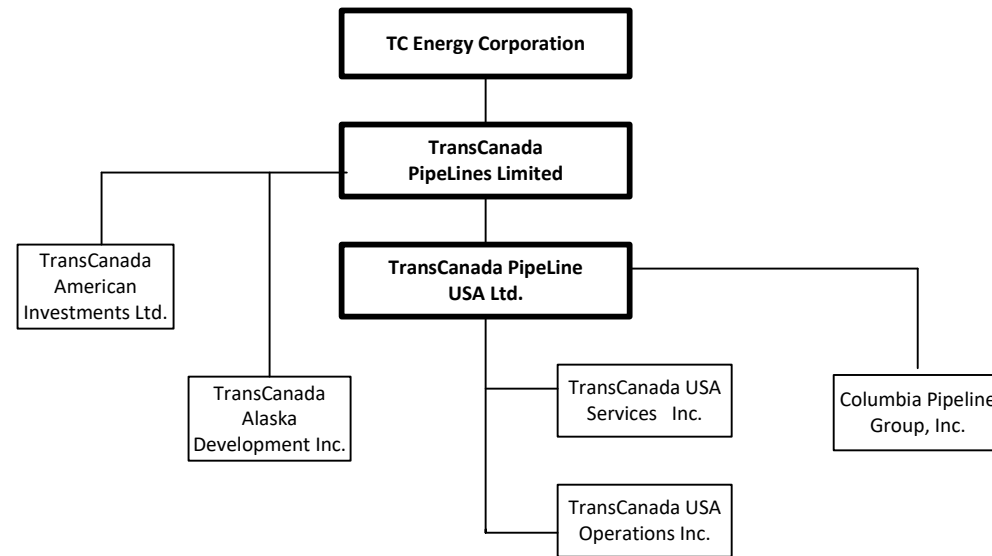 TC Energy Corporation
TransCanada
PipeLines Limited
TransCanada
American
Investments Ltd.
TransCanada PipeLine
USA Ltd.
TransCanada
Alaska
Development Inc.
TransCanada USA
Services Inc.
Columbia Pipeline
Group, Inc.
TransCanada USA
Operations Inc.